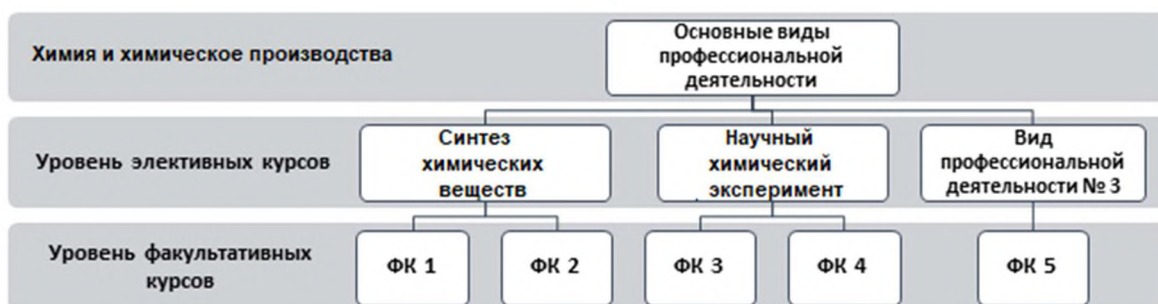 Химия и химическое производства
Основные виды
профессиональной
деятельности
Уровень элективных курсов
Синтез
химических
веществ
Научный
химический
эксперимент
Вид
профессиональной
деятельности № 3
Уровень факультативных
курсов
ФК 1
ФК 2
ФК 3
ФК 4
ФК 5